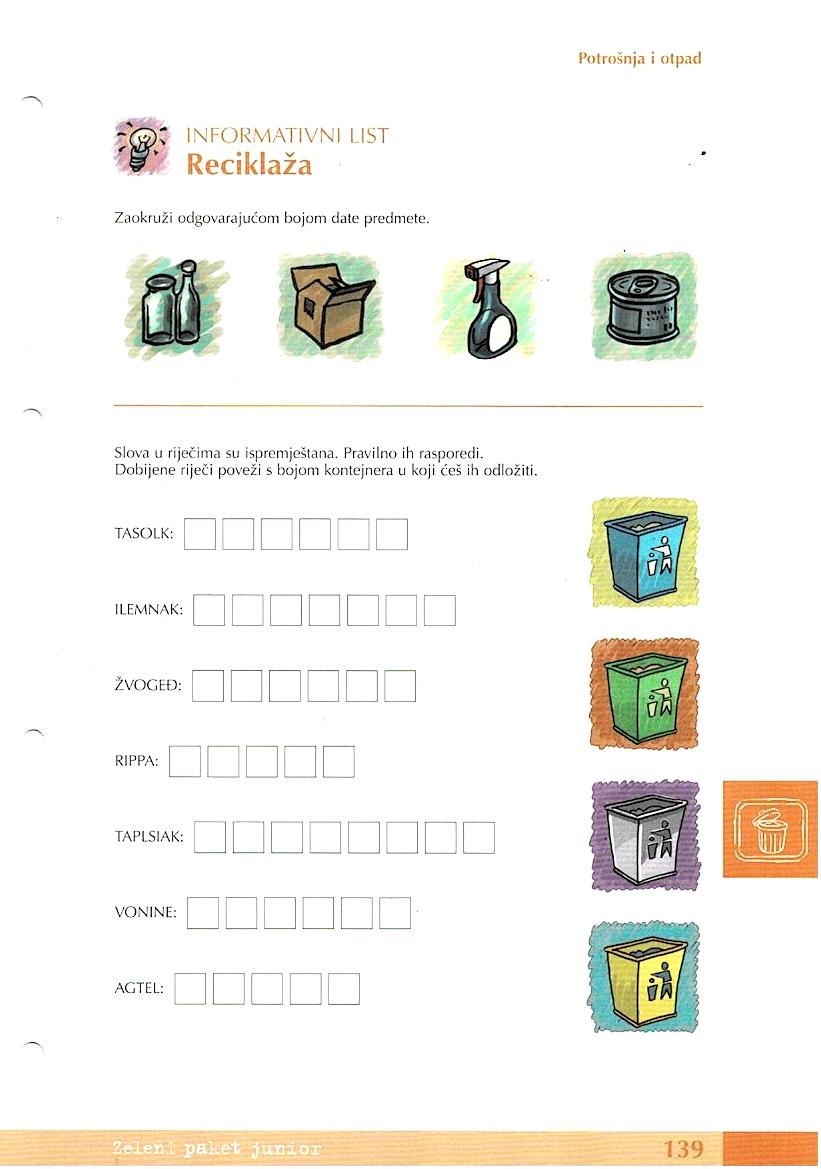 Potrošnja i otpad
INFORMATIVNI LIST
Reciklaža
Zaokruži odgovarajućom bojom date predmete.
Slova u riječima su ispremještana. Pravilno ih rasporedi.
Dobijene riječi poveži s bojom kontejnera u koji ćeš ih odložiti.
TASOLK:
ILEMNAK:
ŽVOGEĐ:
RIPPA:
TAPLSIAK:
VONINE:
AGTEL:
Zeleni paket junior
139